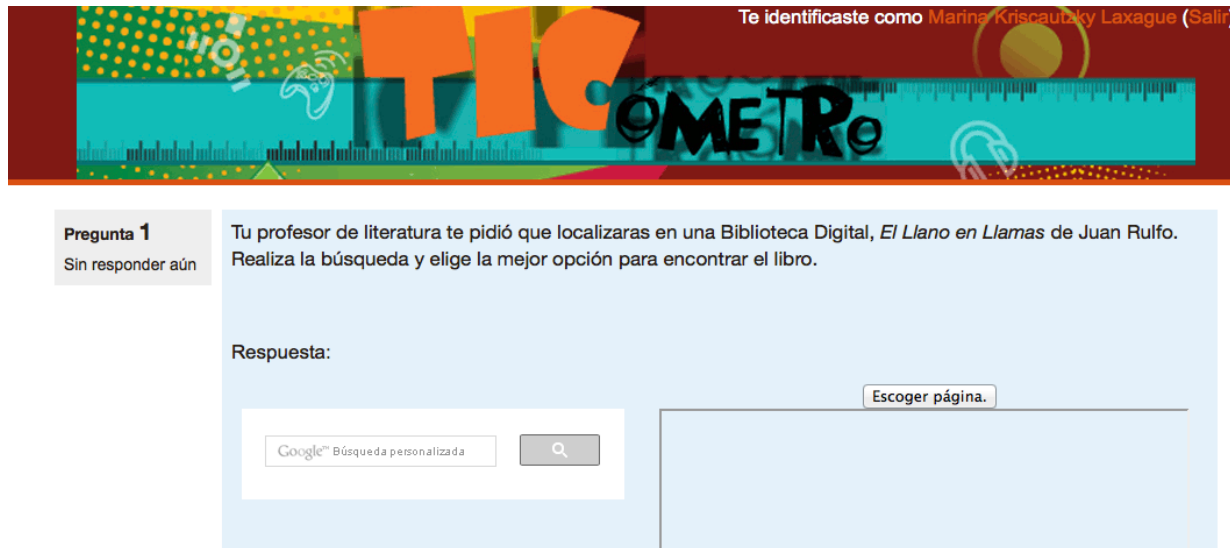 Te identificaste como Marina Kriscautzky Laxague (Salir)
TICÓMETRO
Pregunta 1
Sin responder aún
Tu profesor de literatura te pidió que localizaras en una Biblioteca Digital, El Llano en Llamas de Juan Rulfo.
Realiza la búsqueda y elige la mejor opción para encontrar el libro.
Respuesta:
Escoger página.
Google™ Búsqueda personalizada